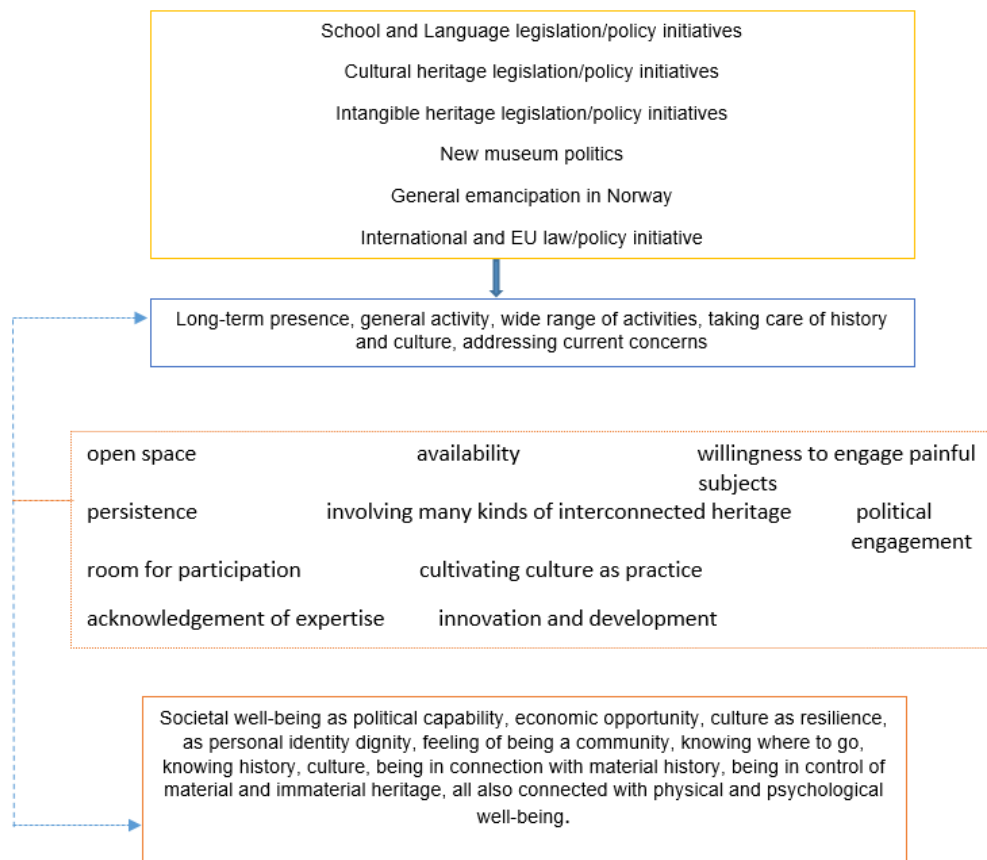 School and Language legislation/policy initiatives
Cultural heritage legislation/policy initiatives
Intangible heritage legislation/policy initiatives
New museum politics
General emancipation in Norway
International and EU law/policy initiative
Long-term presence, general activity, wide range of activities, taking care of history
and culture, addressing current concerns
open space availability willingness to engage painful
subjects
persistence involving many kinds of interconnected heritage political
engagement
room for participation cultivating culture as practice
acknowledgement of expertise innovation and development
Societal well-being as political capability, economic opportunity, culture as resilience,
as personal identity dignity, feeling of being a community, knowing where to go,
knowing history, culture, being in connection with material history, being in control of
material and immaterial heritage, all also connected with physical and psychological
well-being.